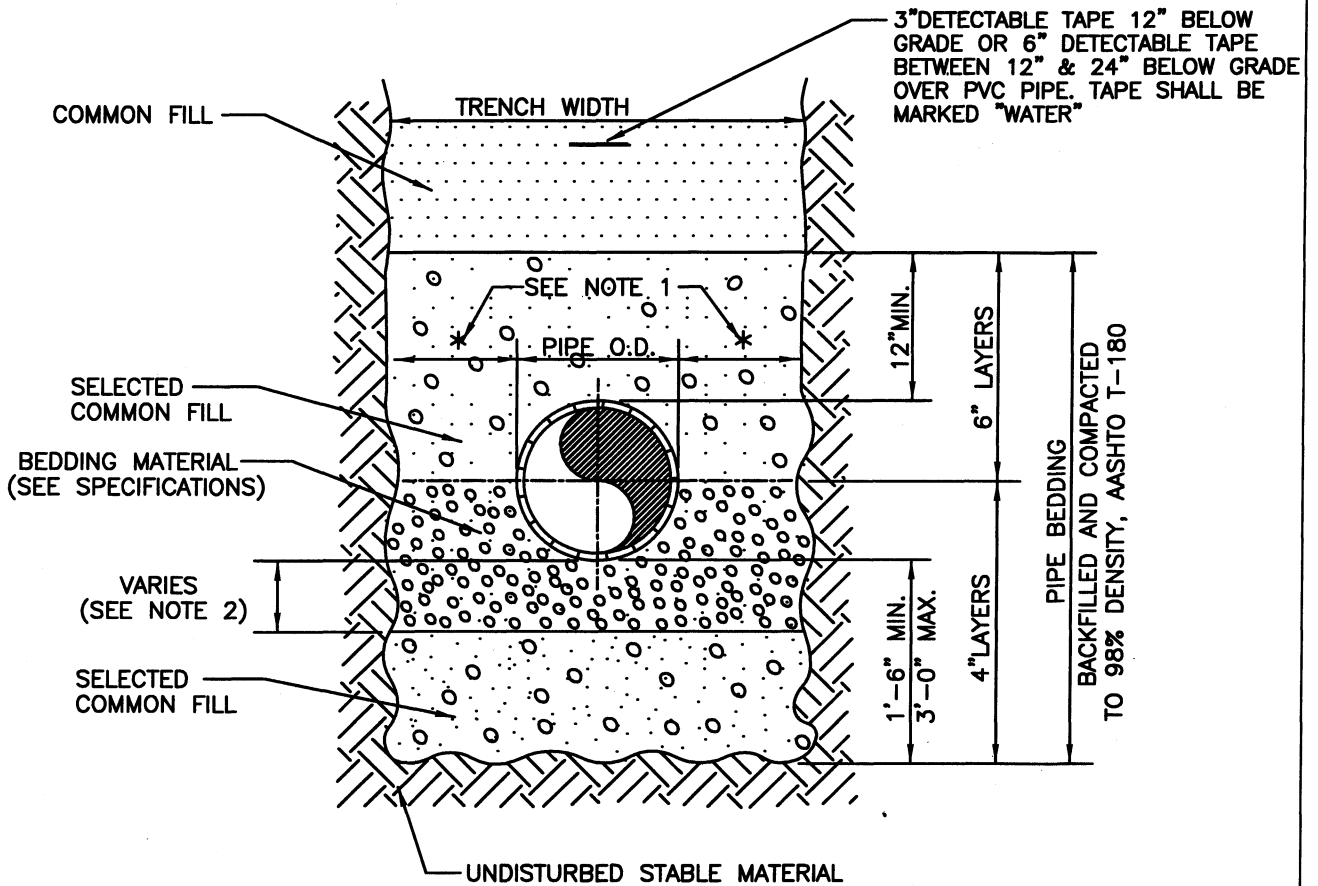 3"DETECTABLE TAPE 12" BELOW
GRADE OR 6" DETECTABLE TAPE
BETWEEN 12" & 24" BELOW GRADE
OVER PVC PIPE. TAPE SHALL BE
MARKED "WATER"
TRENCH WIDTH
COMMON FILL
SEE NOTE 1
* *
PIPE O.D.
12"MIN.
6" LAYERS
SELECTED
COMMON FILL
BEDDING MATERIAL
(SEE SPECIFICATIONS)
VARIES
(SEE NOTE 2)
SELECTED
COMMON FILL
1'-6" MIN.
3'-0" MAX.
4"LAYERS
PIPE BEDDING
BACKFILLED AND COMPACTED
TO 98% DENSITY, AASHTO T-180
UNDISTURBED STABLE MATERIAL